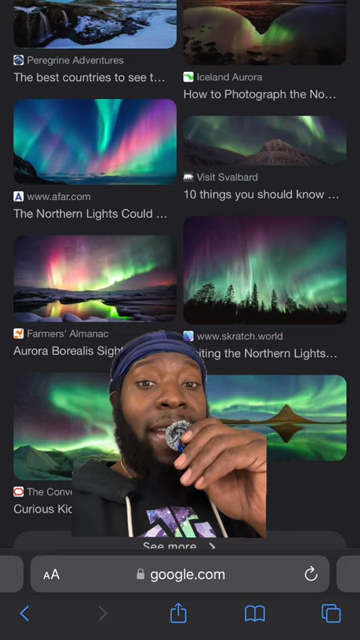 Peregrine Adventures
The best countries to see t...
Iceland Aurora
How to Photograph the No...
www.afar.com
The Northern Lights Could ...
Visit Svalbard
10 things you should know ...
Farmers' Almanac
Aurora Borealis Sight
www.skratch.world
iting the Northern Lights...
The Conve
Curious Kid
See more
AA
google.com